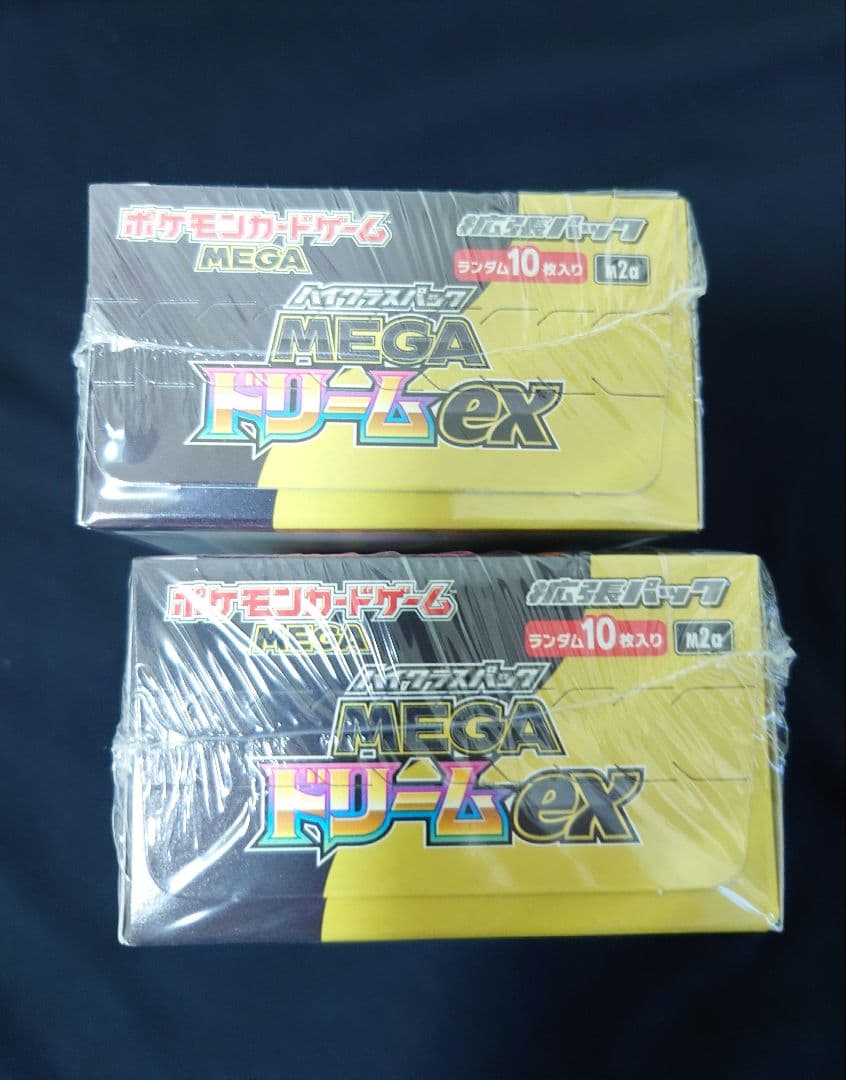 ポケモンカードゲーム
MEGA
拡張パック
ランダム10枚入り M2a
ハイクラスパック
MEGA
ドリームex
ポケモンカードゲーム
MEGA
拡張パック
ランダム10枚入り M2a
ハイクラスパック
MEGA
ドリームex